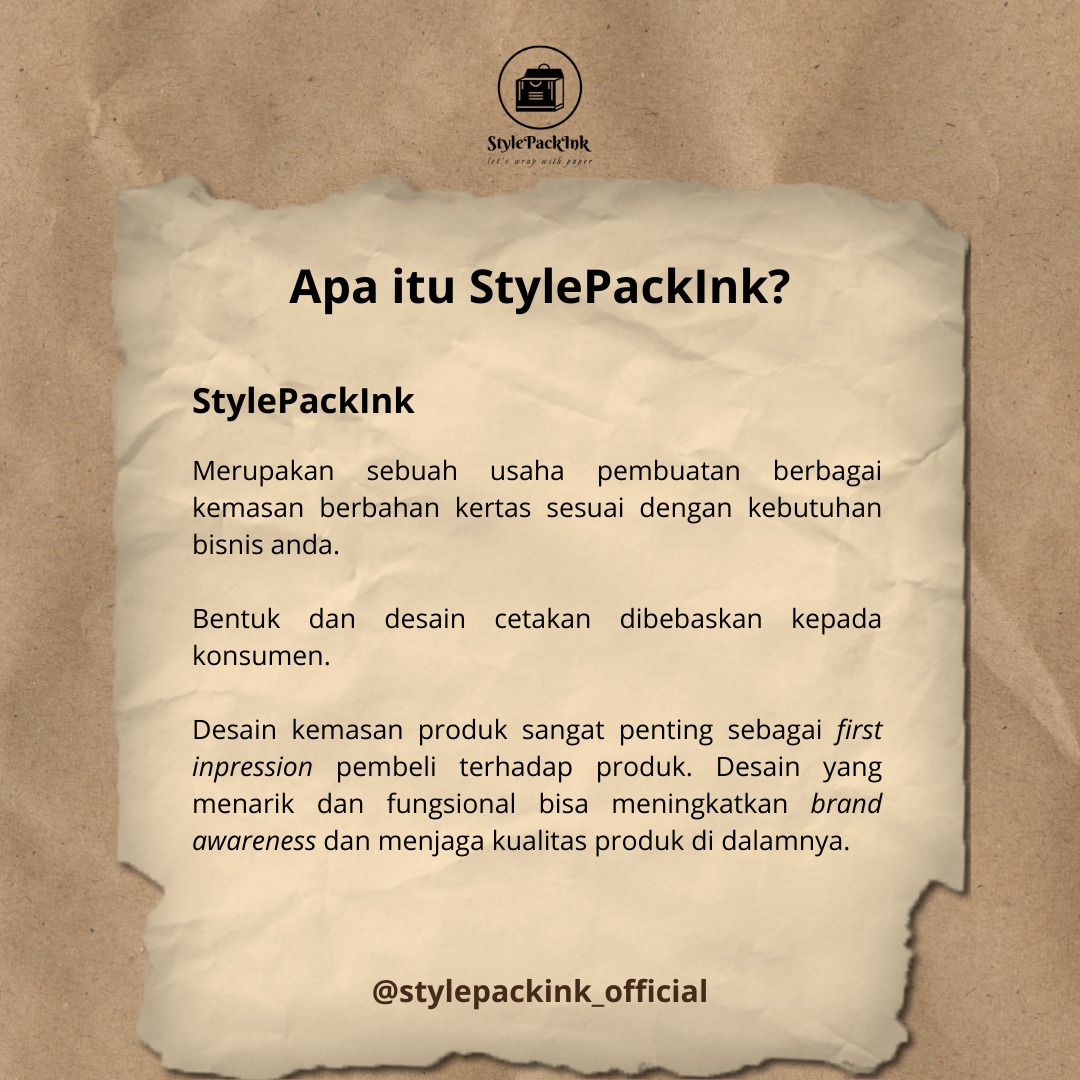 StylePackInk
let's wrap with paper
Apa itu StylePackInk?
StylePackInk
Merupakan sebuah usaha pembuatan berbagai
kemasan berbahan kertas sesuai dengan kebutuhan
bisnis anda.
Bentuk dan desain cetakan dibebaskan kepada
konsumen.
Desain kemasan produk sangat penting sebagai first
inpression pembeli terhadap produk. Desain yang
menarik dan fungsional bisa meningkatkan brand
awareness dan menjaga kualitas produk di dalamnya.
@stylepackink_official